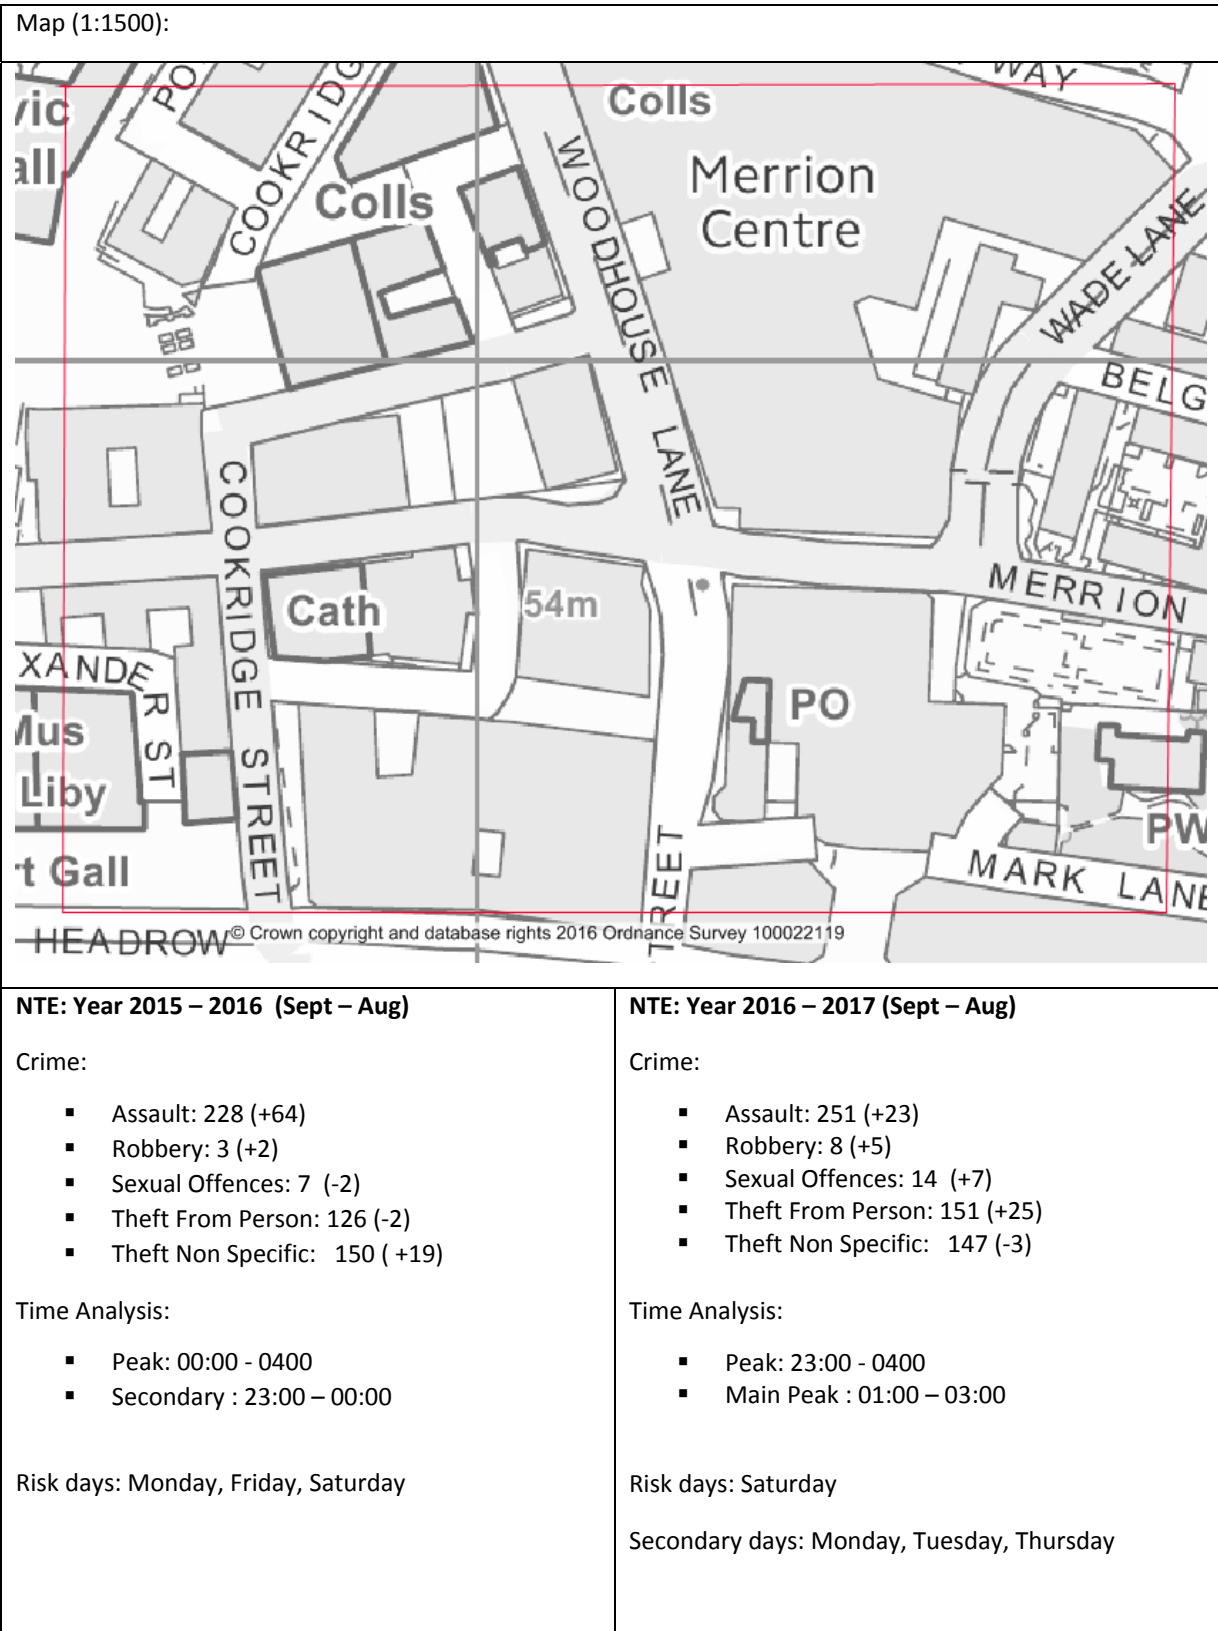 Map (1:1500):
WAY
Colls
PO
COOKRIDG
vic
all
WOODHOUSE LANE
Merrion
Centre
Colls
WADE LANE
BELG
COOKRIDGE STREET
MERRION
Cath
54m
XANDER ST
PO
Mus
Liby
PW
t Gall
MARK LANE
TREET
HEADROW
© Crown copyright and database rights 2016 Ordnance Survey 100022119
NTE: Year 2015 – 2016 (Sept – Aug)
Crime:
▪ Assault: 228 (+64)
▪ Robbery: 3 (+2)
▪ Sexual Offences: 7 (-2)
▪ Theft From Person: 126 (-2)
▪ Theft Non Specific: 150 ( +19)
Time Analysis:
▪ Peak: 00:00 - 0400
▪ Secondary : 23:00 – 00:00
Risk days: Monday, Friday, Saturday
NTE: Year 2016 – 2017 (Sept – Aug)
Crime:
▪ Assault: 251 (+23)
▪ Robbery: 8 (+5)
▪ Sexual Offences: 14 (+7)
▪ Theft From Person: 151 (+25)
▪ Theft Non Specific: 147 (-3)
Time Analysis:
▪ Peak: 23:00 - 0400
▪ Main Peak : 01:00 – 03:00
Risk days: Saturday
Secondary days: Monday, Tuesday, Thursday